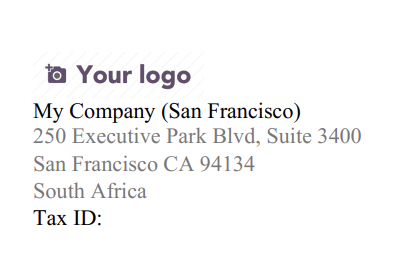 Your logo
My Company (San Francisco)
250 Executive Park Blvd, Suite 3400
San Francisco CA 94134
South Africa
Tax ID: